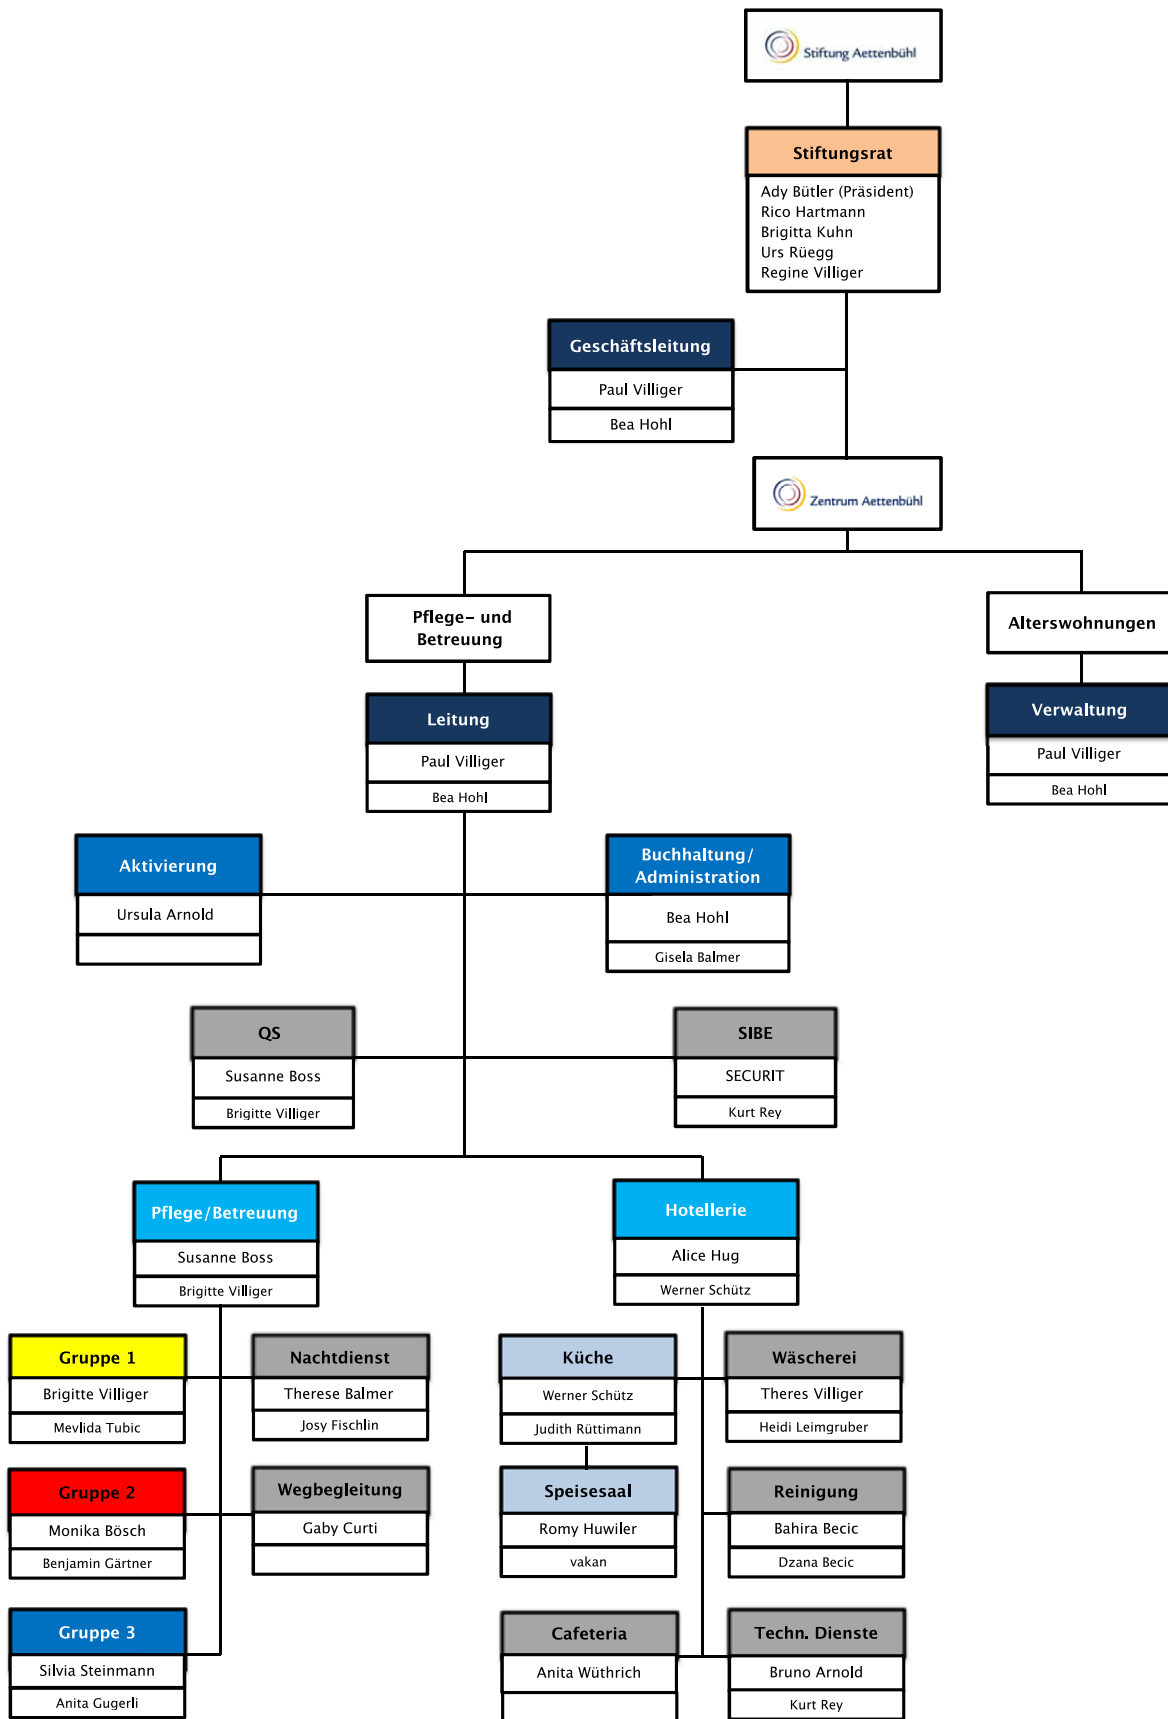 Stiftung Aettenbühl
Stiftungsrat
Ady Bütler (Präsident)
Rico Hartmann
Brigitta Kuhn
Urs Rüegg
Regine Villiger
Geschäftsleitung
Paul Villiger
Bea Hohl
Zentrum Aettenbühl
Pflege- und
Betreuung
Alterswohnungen
Leitung
Paul Villiger
Bea Hohl
Verwaltung
Paul Villiger
Bea Hohl
Aktivierung
Ursula Arnold
Buchhaltung/
Administration
Bea Hohl
Gisela Balmer
QS
Susanne Boss
Brigitte Villiger
SIBE
SECURIT
Kurt Rey
Pflege/Betreuung
Susanne Boss
Brigitte Villiger
Hotellerie
Alice Hug
Werner Schütz
Gruppe 1
Brigitte Villiger
Mevlida Tubic
Nachtdienst
Therese Balmer
Josy Fischlin
Küche
Werner Schütz
Judith Rüttimann
Wäscherei
Theres Villiger
Heidi Leimgruber
Gruppe 2
Monika Bösch
Benjamin Gärtner
Wegbegleitung
Gaby Curti
Speisesaal
Romy Huwiler
vakan
Reinigung
Bahira Becic
Dzana Becic
Gruppe 3
Silvia Steinmann
Anita Gugerli
Cafeteria
Anita Wüthrich
Techn. Dienste
Bruno Arnold
Kurt Rey